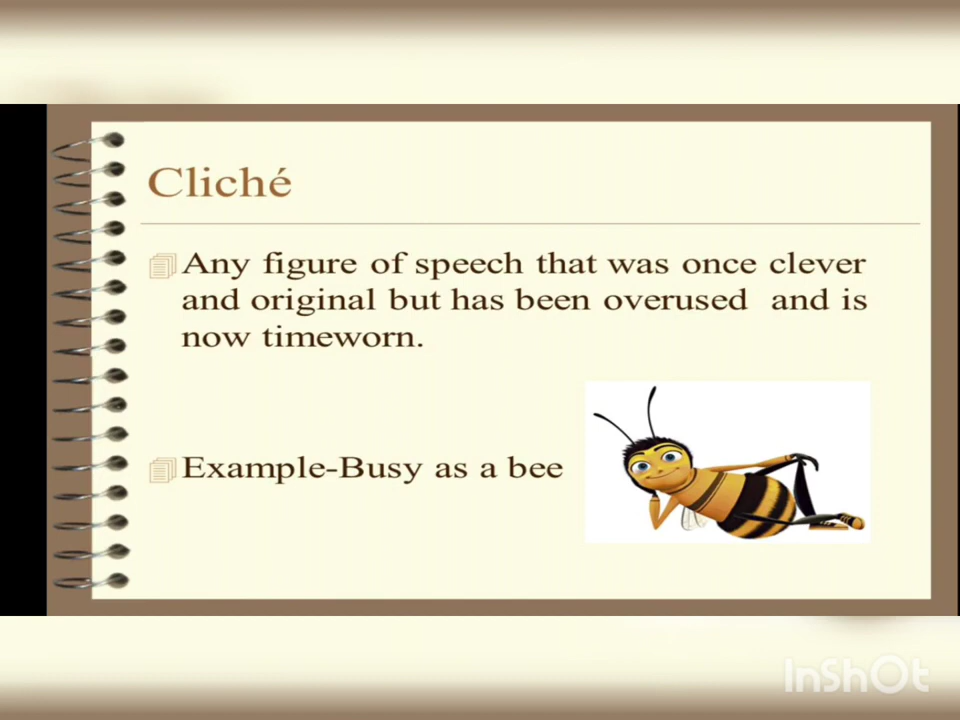 Cliché
Any figure of speech that was once clever
and original but has been overused and is
now timeworn.
Example-Busy as a bee
InShOt